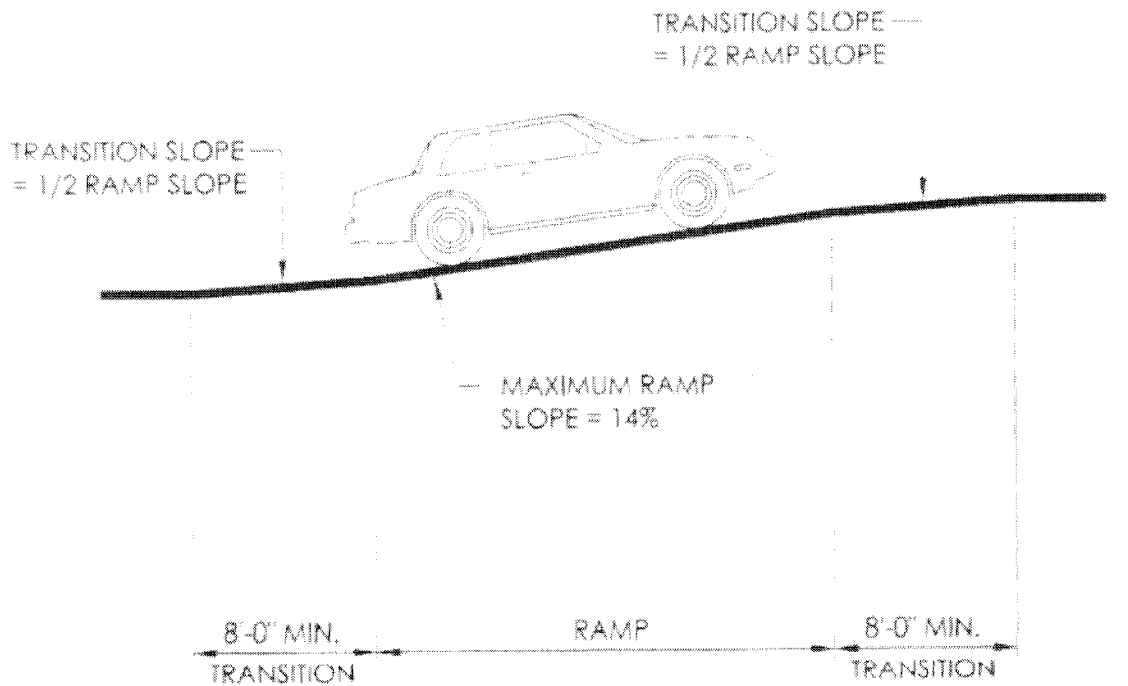 TRANSITION SLOPE
= 1/2 RAMP SLOPE
TRANSITION SLOPE
= 1/2 RAMP SLOPE
MAXIMUM RAMP
SLOPE = 14%
8'-0" MIN.
TRANSITION
RAMP
8'-0" MIN.
TRANSITION